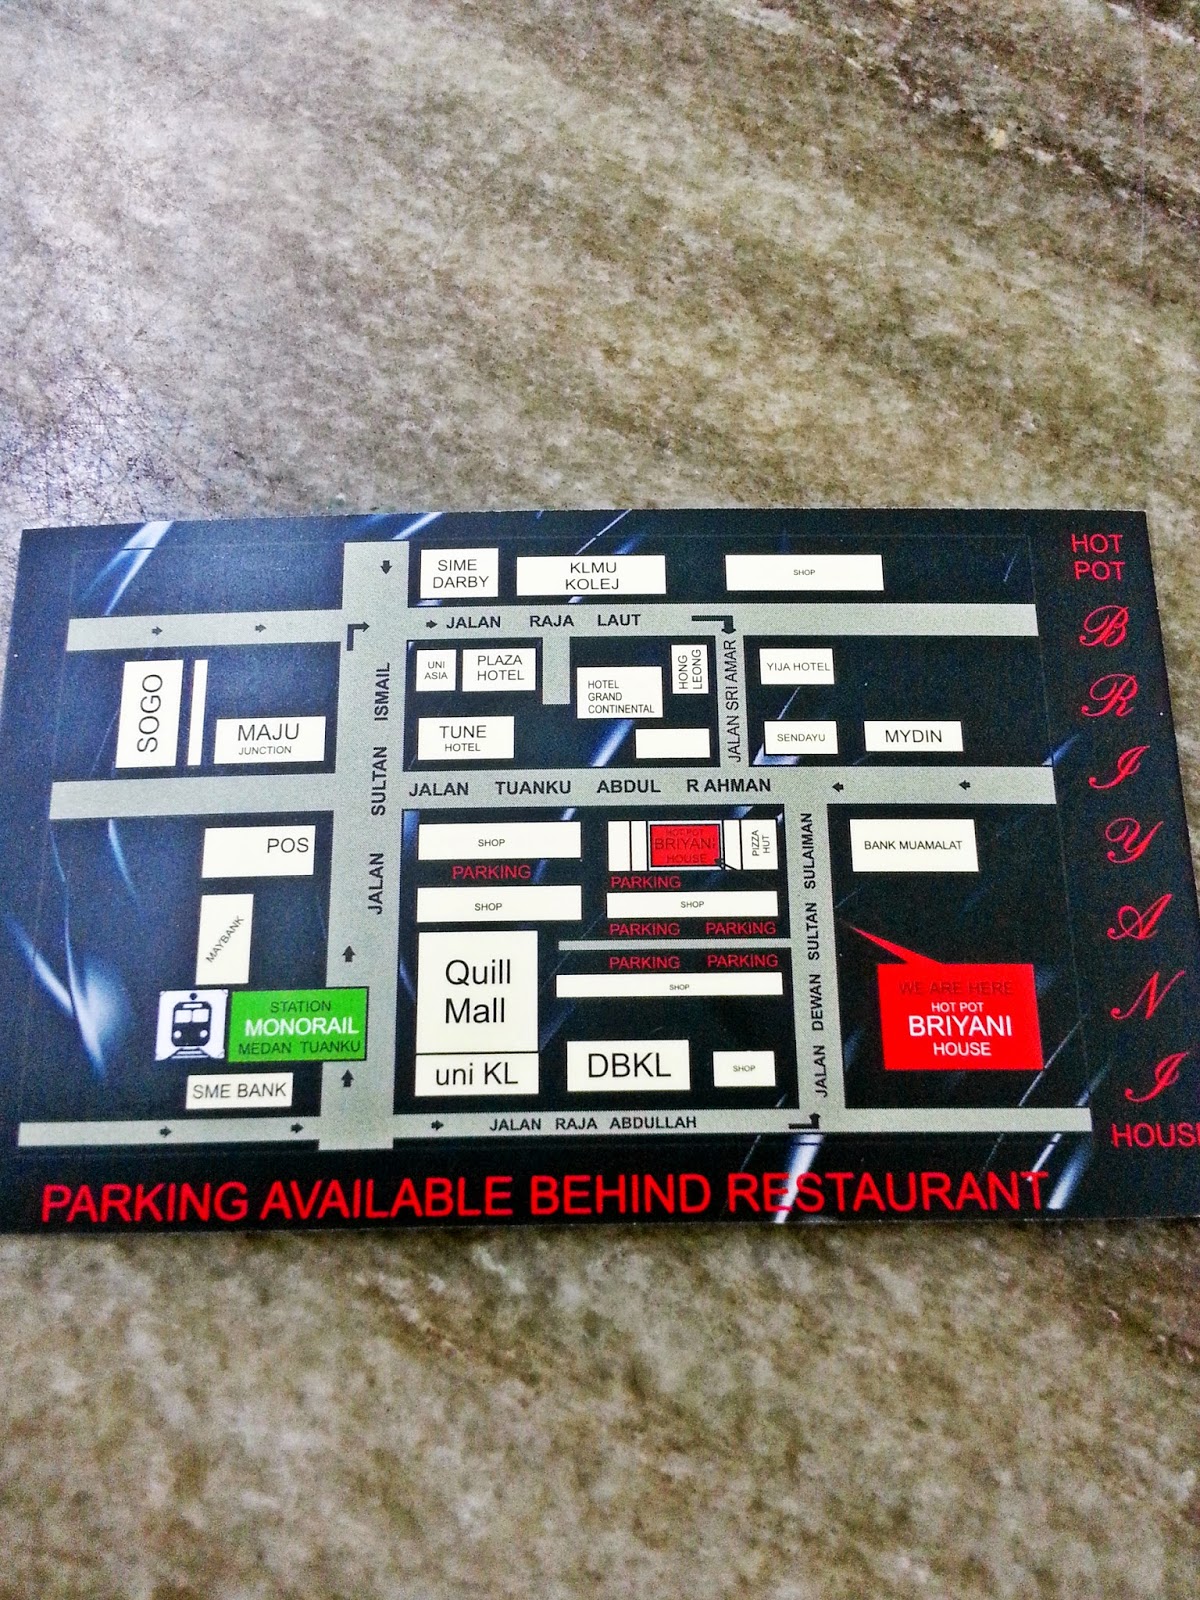 HOT
POT
BRIYANI
HOUS
SIME
DARBY
KLMU
KOLEJ
SHOP
JALAN RAJA LAUT
SOGO
MAJU
JUNCTION
JALAN SULTAN ISMAIL
UNI
ASIA
PLAZA
HOTEL
HOTEL
GRAND
CONTINENTAL
HONG
LEONG
JALAN SRI AMAR
YIJA HOTEL
TUNE
HOTEL
SENDAYU
MYDIN
JALAN TUANKU ABDUL RAHMAN
POS
SHOP
HOT POT
BRIYANI
HOUSE
PIZZA
HUT
BANK MUAMALAT
PARKING
PARKING
MAYBANK
SHOP
SHOP
PARKING PARKING
PARKING PARKING
SHOP
JALAN DEWAN SULTAN SULAIMAN
Quill
Mall
WE ARE HERE
HOT POT
BRIYANI
HOUSE
STATION
MONORAIL
MEDAN TUANKU
SME BANK
uni KL
DBKL
SHOP
JALAN RAJA ABDULLAH
PARKING AVAILABLE BEHIND RESTAURANT